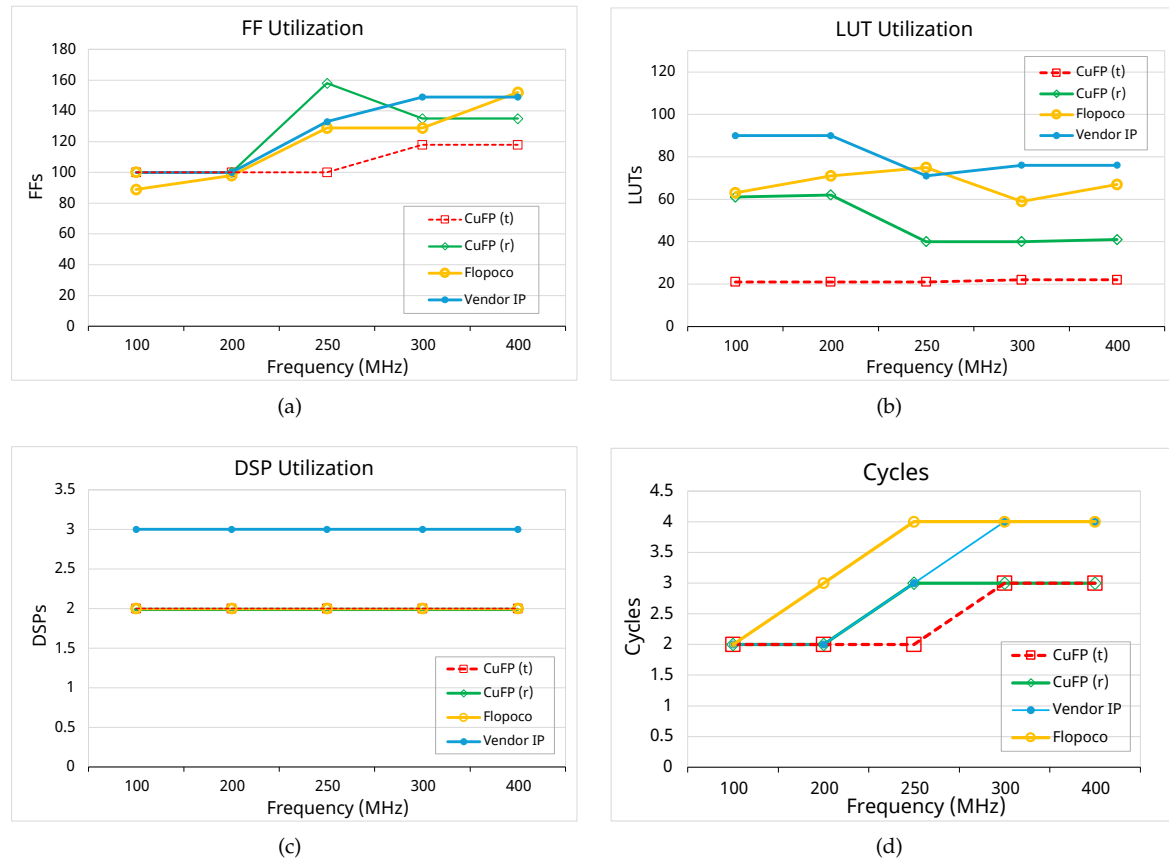 FF Utilization
180
160
140
120
100
80
60
40
20
0
FFs
CuFP (t)
CuFP (r)
Flopoco
Vendor IP
100 200 250 300 400
Frequency (MHz)
(a)
LUT Utilization
120
100
80
60
40
20
0
LUTs
CuFP (t)
CuFP (r)
Flopoco
Vendor IP
100 200 250 300 400
Frequency (MHz)
(b)
DSP Utilization
3.5
3
2.5
2
1.5
1
0.5
0
DSPs
CuFP (t)
CuFP (r)
Flopoco
Vendor IP
100 200 250 300 400
Frequency (MHz)
(c)
Cycles
4.5
4
3.5
3
2.5
2
1.5
1
0.5
0
Cycles
CuFP (t)
CuFP (r)
Vendor IP
Flopoco
100 200 250 300 400
Frequency (MHz)
(d)